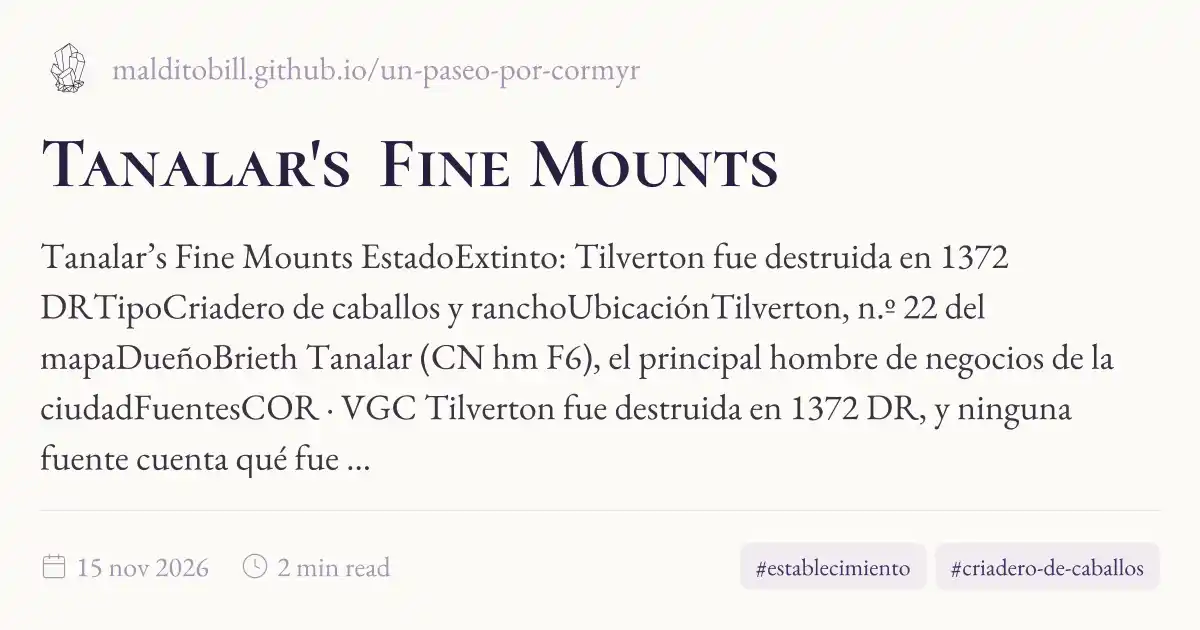 malditobill.github.io/un-paseo-por-cormyr
Tanalar's Fine Mounts
Tanalar’s Fine Mounts EstadoExtinto: Tilverton fue destruida en 1372
DRTipoCriadero de caballos y ranchoUbicaciónTilverton, n.º 22 del
mapaDueñoBrieth Tanalar (CN hm F6), el principal hombre de negocios de la
ciudadFuentesCOR · VGC Tilverton fue destruida en 1372 DR, y ninguna
fuente cuenta qué fue ...
15 nov 2026 2 min read #establecimiento #criadero-de-caballos